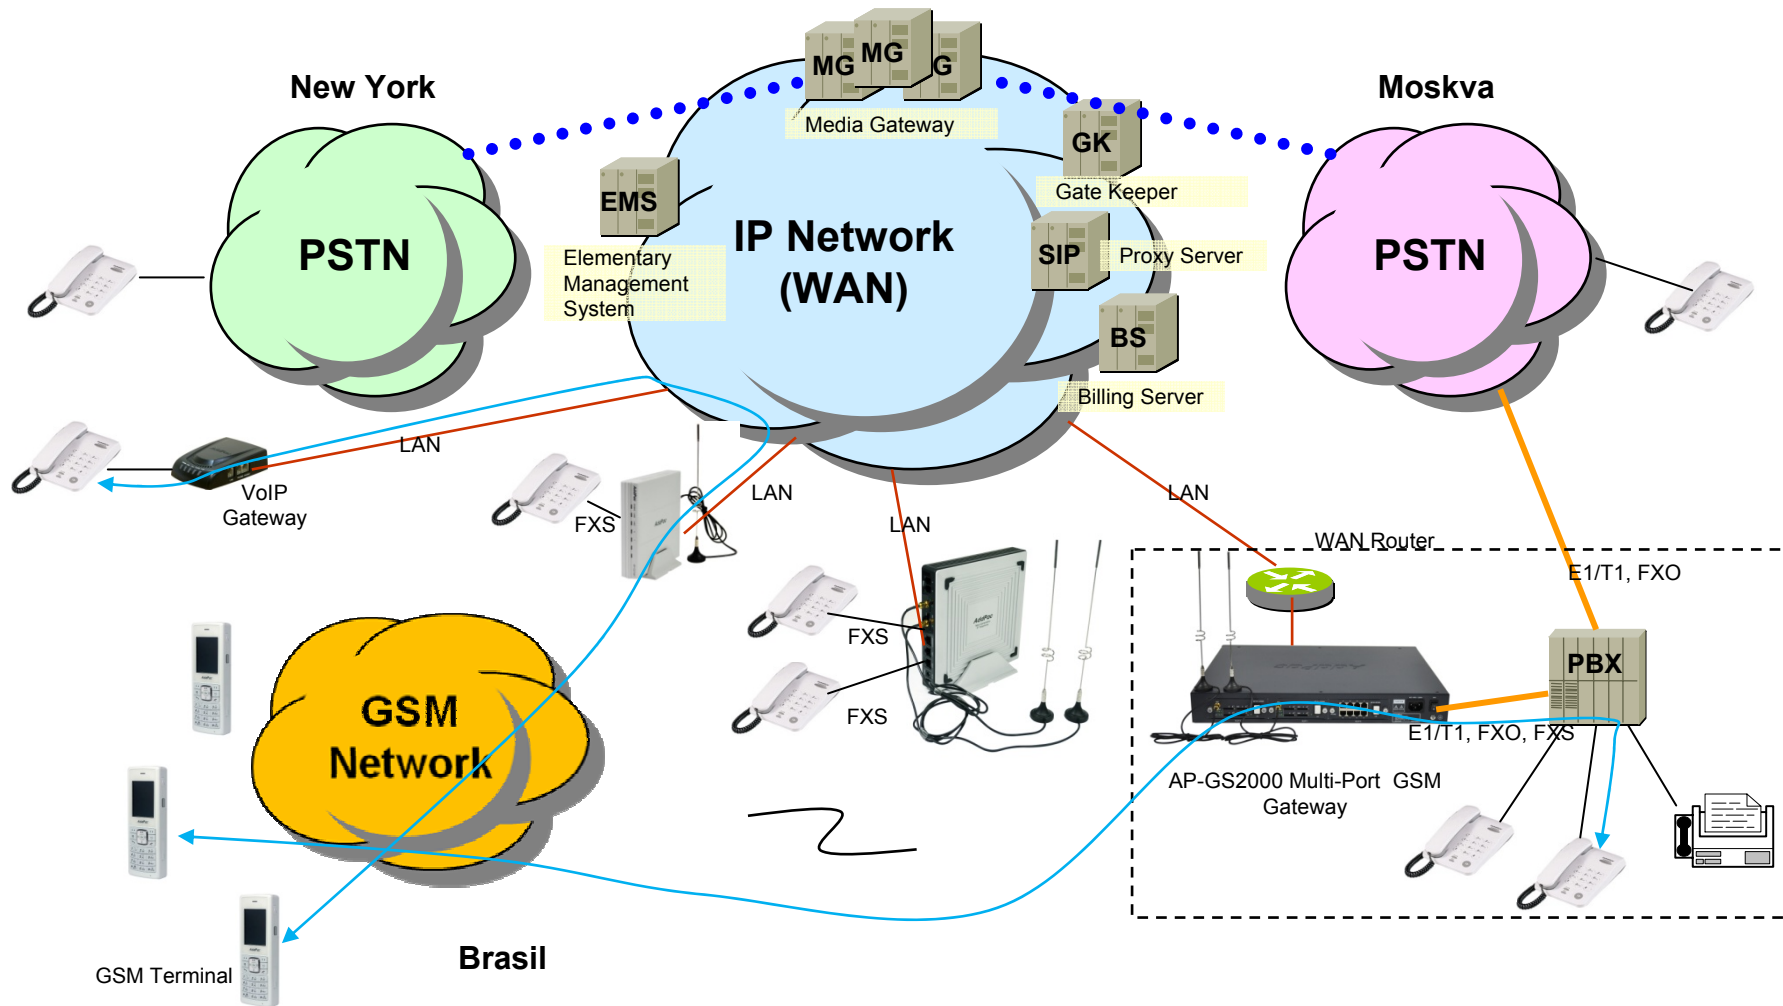 New York
Moskva
MG
MG
G
Media Gateway
GK
Gate Keeper
EMS
Elementary
Management
System
IP Network
(WAN)
SIP
Proxy Server
BS
Billing Server
PSTN
PSTN
LAN
VoIP
Gateway
FXS
LAN
LAN
LAN
WAN Router
E1/T1, FXO
AddPac
FXS
FXS
PBX
E1/T1, FXO, FXS
AP-GS2000 Multi-Port GSM
Gateway
GSM
Network
GSM Terminal
Brasil